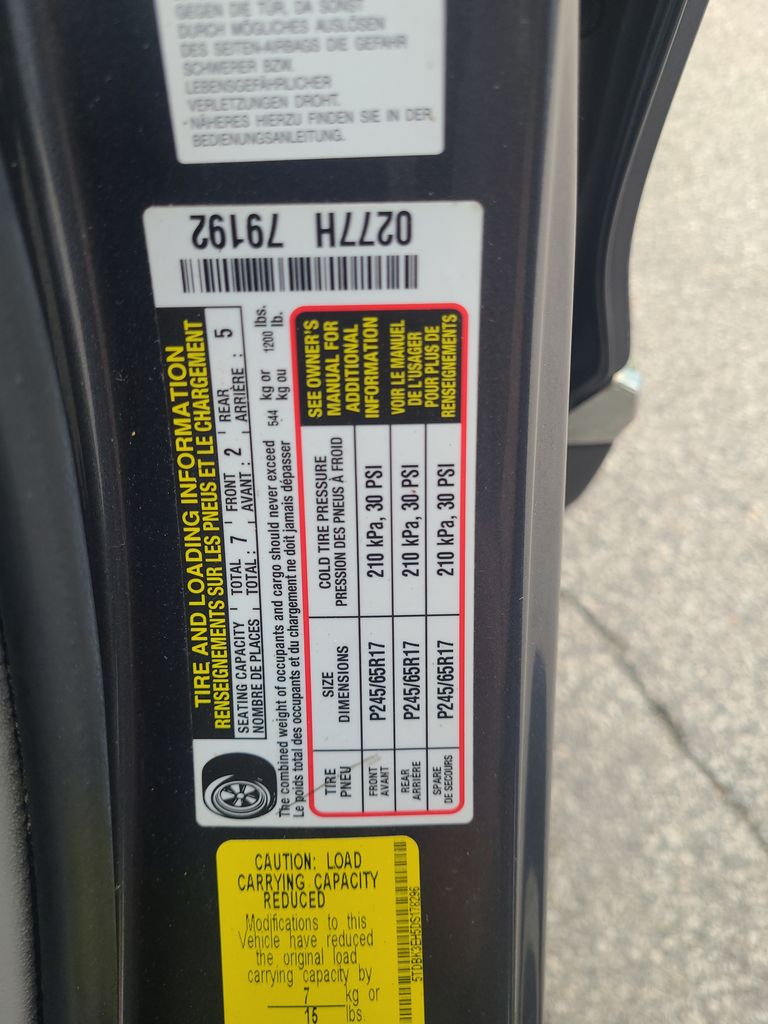 GEGEN DIE TÜR, DA SONST
DURCH MÖGLICHES AUSLÖSEN
DES SEITEN-AIRBAGS DIE GEFAHR
SCHWERER BZW.
LEBENSGEFÄHRLICHER
VERLETZUNGEN DROHT.
- NÄHERES HIERZU FINDEN SIE IN DER
BEDIENUNGSANLEITUNG.
0277H 79192
TIRE AND LOADING INFORMATION
RENSEIGNEMENTS SUR LES PNEUS ET LE CHARGEMENT
SEATING CAPACITY TOTAL : 7 FRONT : 2 REAR : 5
NOMBRE DE PLACES TOTAL : AVANT : ARRIÈRE :
The combined weight of occupants and cargo should never exceed 544 kg or 1200 lbs.
Le poids total des occupants et du chargement ne doit jamais dépasser kg ou lb.
TIRE SIZE COLD TIRE PRESSURE
PNEU DIMENSIONS PRESSION DES PNEUS À FROID
FRONT AVANT P245/65R17 210 kPa, 30 PSI
REAR ARRIÈRE P245/65R17 210 kPa, 30 PSI
SPARE DE SECOURS P245/65R17 210 kPa, 30 PSI
SEE OWNER'S
MANUAL FOR
ADDITIONAL
INFORMATION
VOIR LE MANUEL
DE L'USAGER
POUR PLUS DE
RENSEIGNEMENTS
CAUTION: LOAD
CARRYING CAPACITY
REDUCED
Modifications to this
Vehicle have reduced
the original load
carrying capacity by
7 kg or
15 lbs.
5TDBK3EH5DS178296